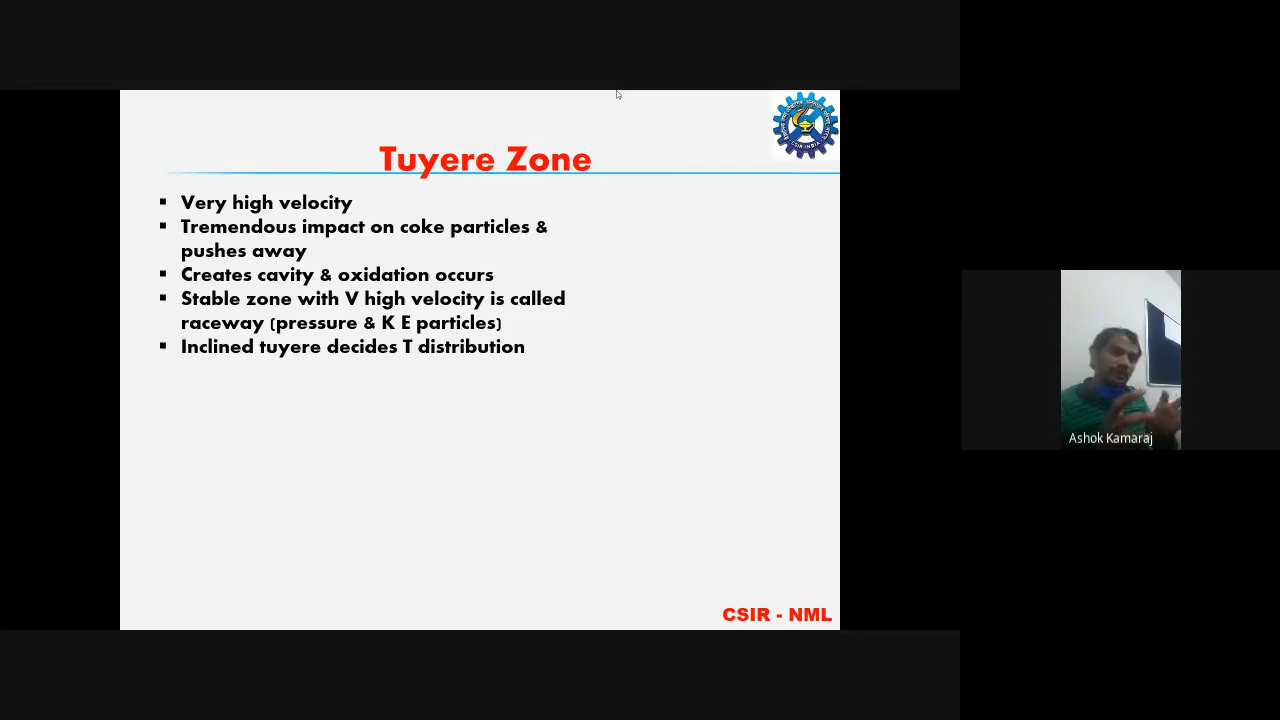 Tuyere Zone
▪ Very high velocity
▪ Tremendous impact on coke particles &
pushes away
▪ Creates cavity & oxidation occurs
▪ Stable zone with V high velocity is called
raceway (pressure & K E particles)
▪ Inclined tuyere decides T distribution
CSIR - NML
Ashok Kamaraj